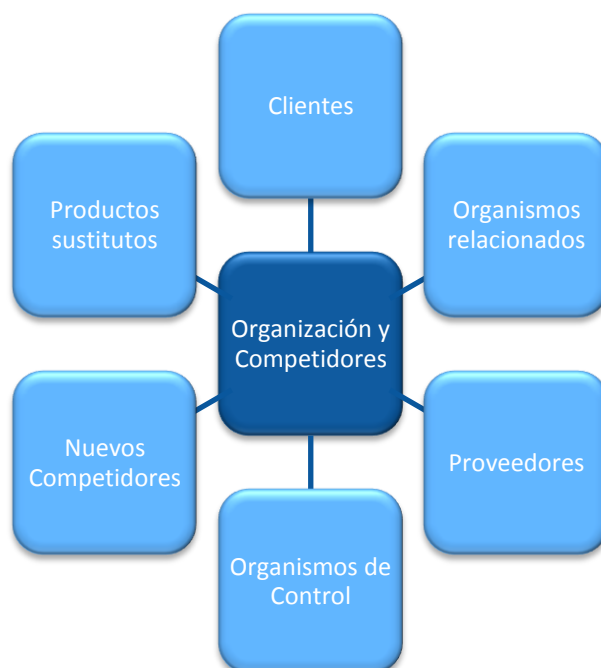 Clientes
Productos
sustitutos
Organismos
relacionados
Organización y
Competidores
Nuevos
Competidores
Proveedores
Organismos de
Control